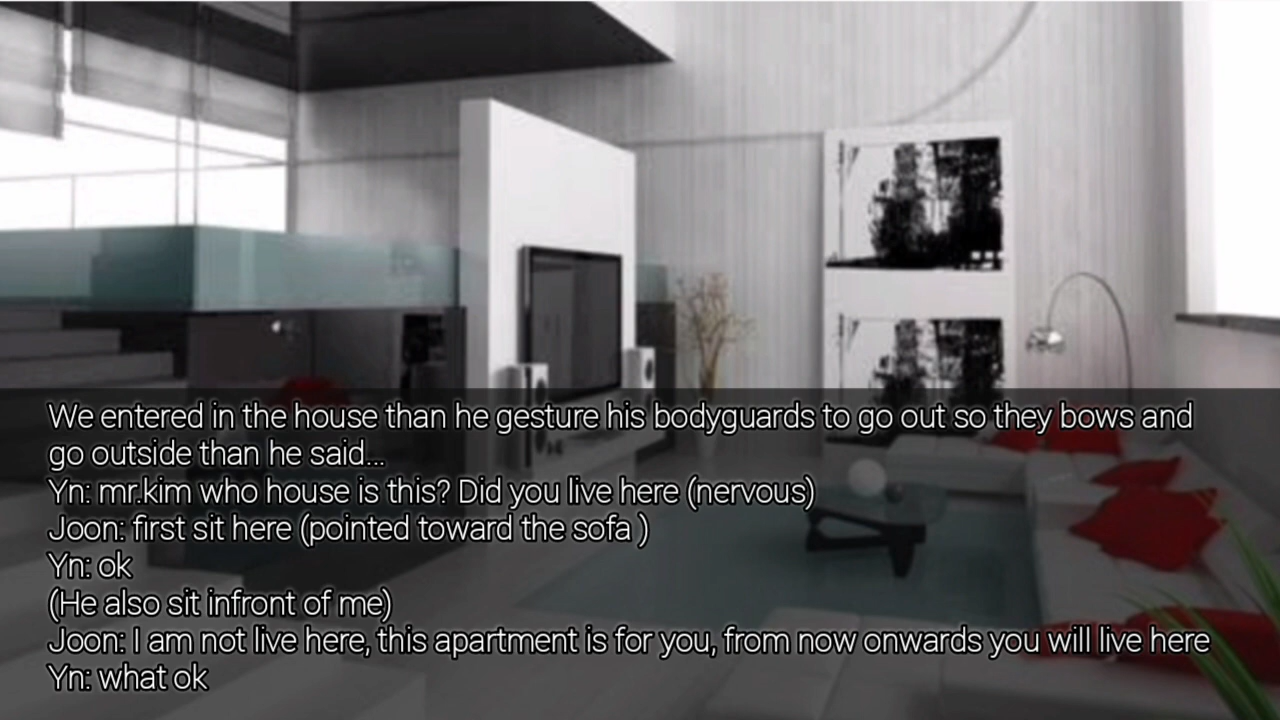 We entered in the house than he gesture his bodyguards to go out so they bows and
go outside than he said...
Yn: mr.kim who house is this? Did you live here (nervous)
Joon: first sit here (pointed toward the sofa )
Yn: ok
(He also sit infront of me)
Joon: I am not live here, this apartment is for you, from now onwards you will live here
Yn: what ok